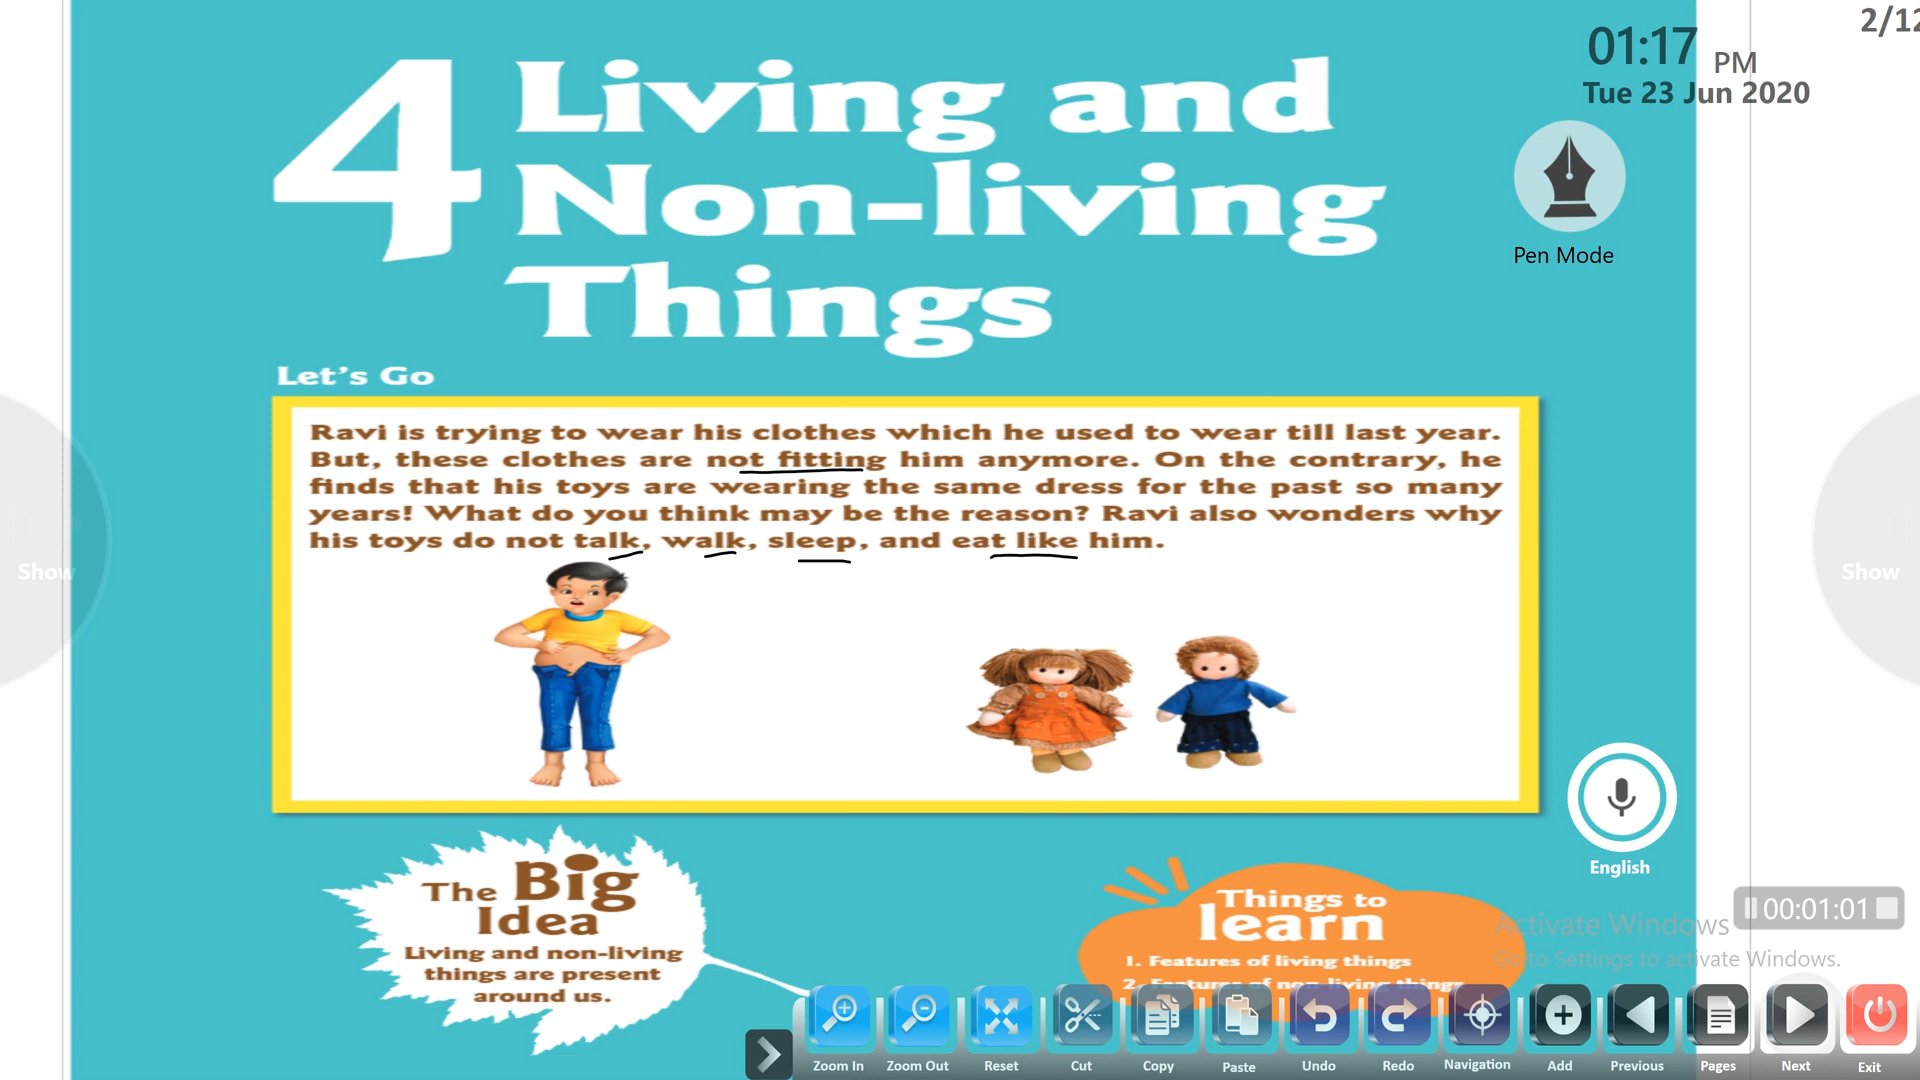 2/12
01:17 PM
Tue 23 Jun 2020
4 Living and
Non-living
Things
Pen Mode
Let's Go
Ravi is trying to wear his clothes which he used to wear till last year.
But, these clothes are not fitting him anymore. On the contrary, he
finds that his toys are wearing the same dress for the past so many
years! What do you think may be the reason? Ravi also wonders why
his toys do not talk, walk, sleep, and eat like him.
Show
Show
English
The Big
Idea
Living and non-living
things are present
around us.
Things to
learn
1. Features of living things
2. Features of non-living things
00:01:01
Activate Windows
Go to Settings to activate Windows.
Zoom In
Zoom Out
Reset
Cut
Copy
Paste
Undo
Redo
Navigation
Add
Previous
Pages
Next
Exit